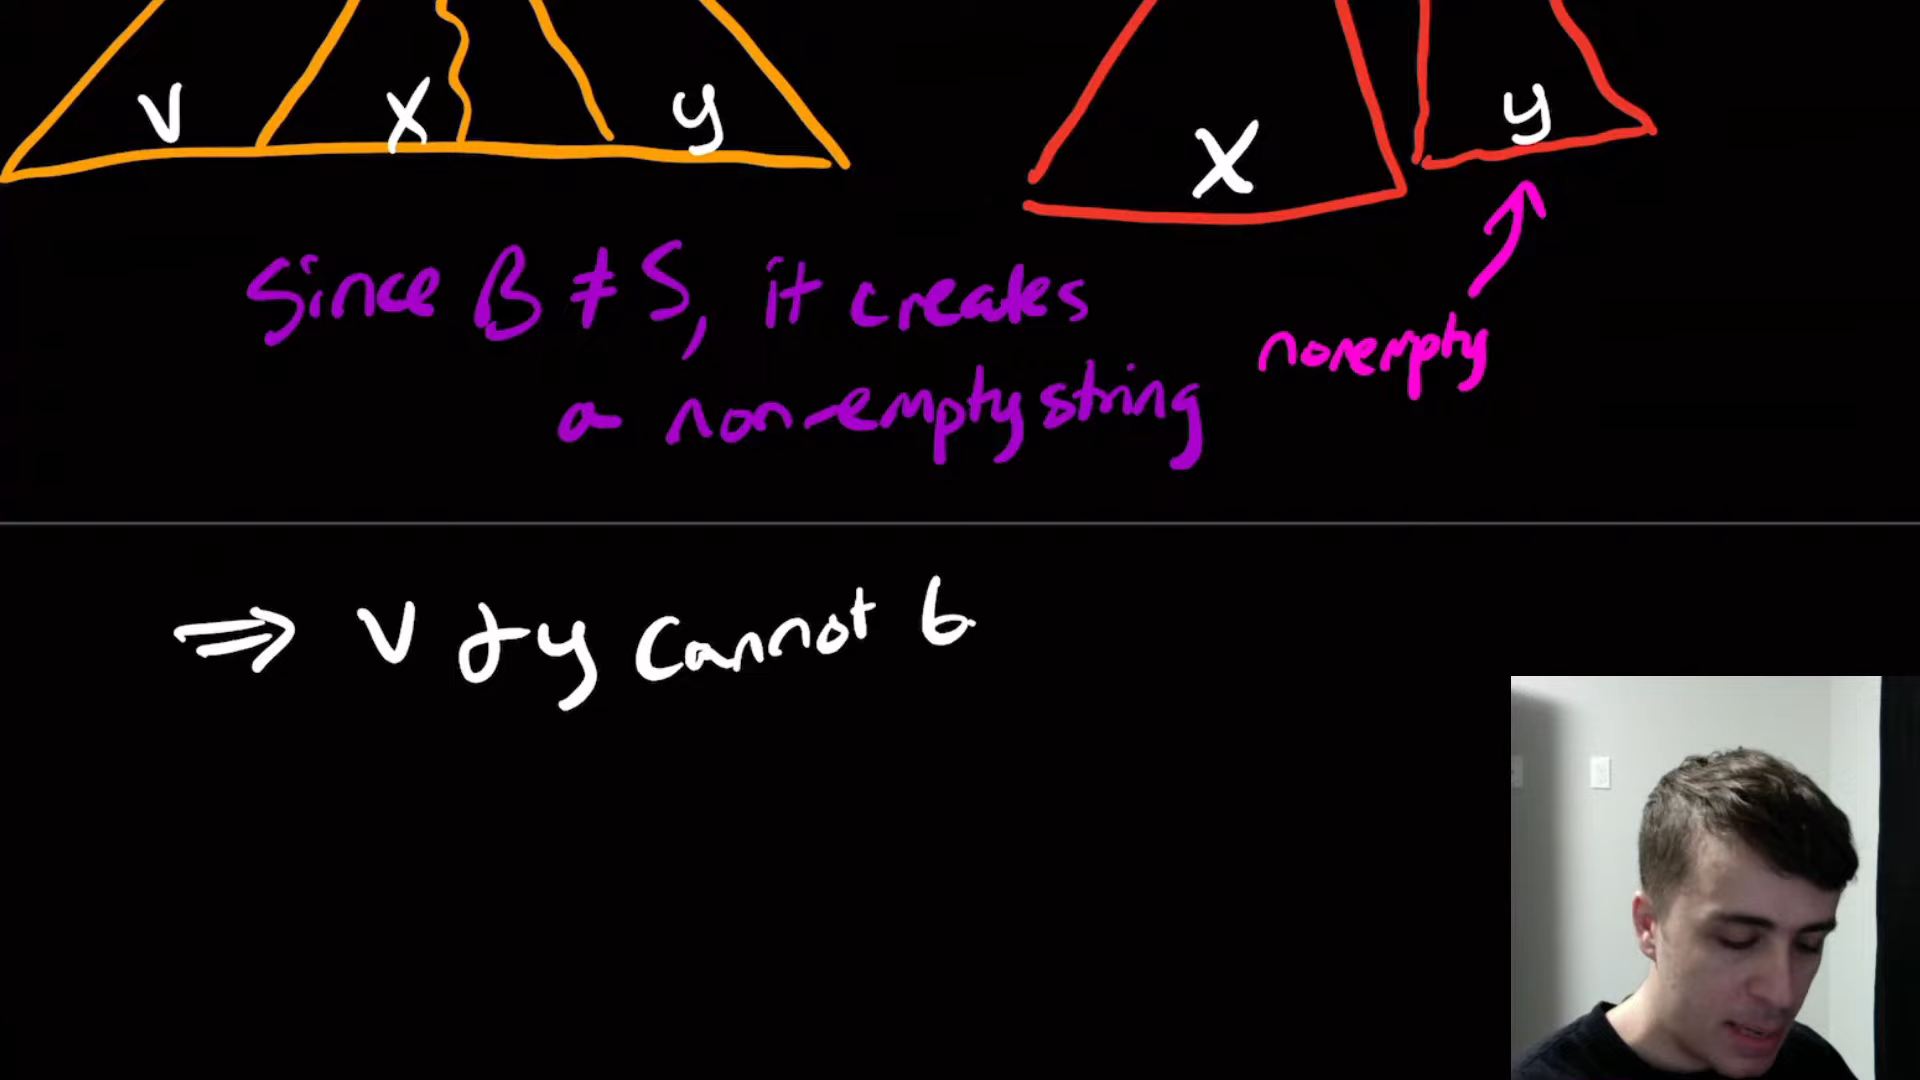 v x y
x y
Since B ≠ S, it creates
a non-empty string
nonempty
⇒ v & y cannot b